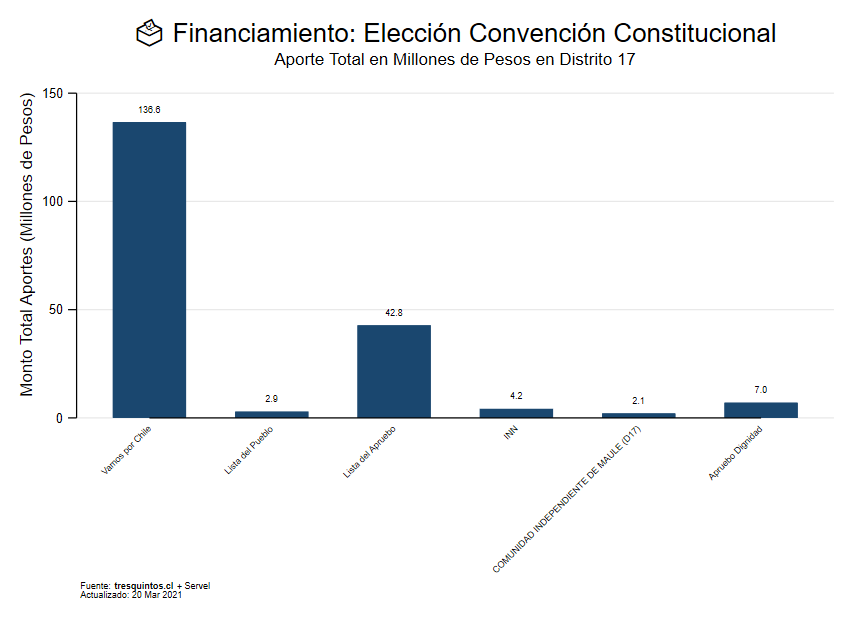 Financiamiento: Elección Convención Constitucional
Aporte Total en Millones de Pesos en Distrito 17
Monto Total Aportes (Millones de Pesos)
150
100
50
0
136.6
2.9
42.8
4.2
2.1
7.0
Vamos por Chile
Lista del Pueblo
Lista del Apruebo
INN
COMUNIDAD INDEPENDIENTE DE MAULE (D17)
Apruebo Dignidad
Fuente: tresquintos.cl + Servel
Actualizado: 20 Mar 2021